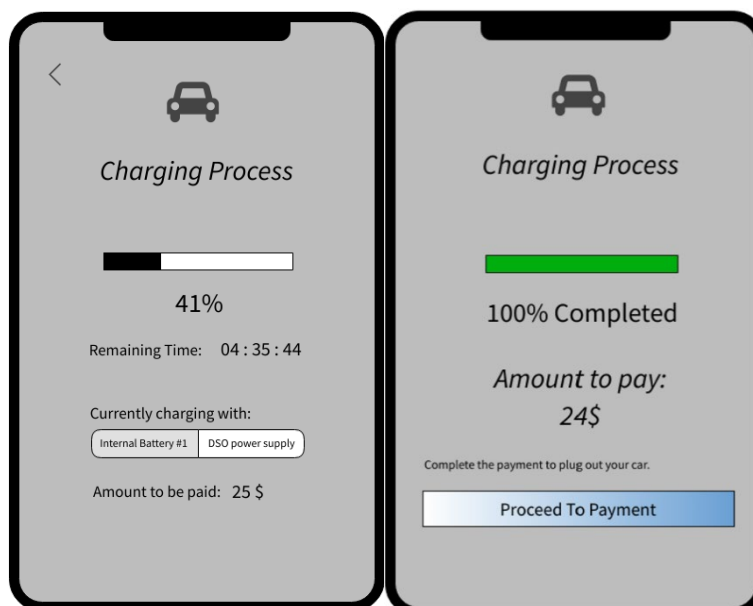 Charging Process
41%
Remaining Time: 04 : 35 : 44
Currently charging with:
Internal Battery #1 DSO power supply
Amount to be paid: 25 $
Charging Process
100% Completed
Amount to pay:
24$
Complete the payment to plug out your car.
Proceed To Payment